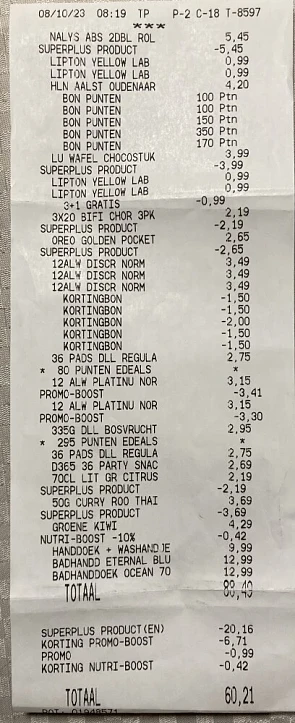 08/10/23 08:19 TP P-2 C-18 T-8597
***
NALYS ABS 2DBL ROL 5,45
SUPERPLUS PRODUCT -5,45
LIPTON YELLOW LAB 0,99
LIPTON YELLOW LAB 0,99
HLN AALST OUDENAAR 4,20
BON PUNTEN 100 Ptn
BON PUNTEN 100 Ptn
BON PUNTEN 150 Ptn
BON PUNTEN 350 Ptn
BON PUNTEN 170 Ptn
LU WAFEL CHOCOSTUK 3,99
SUPERPLUS PRODUCT -3,99
LIPTON YELLOW LAB 0,99
LIPTON YELLOW LAB 0,99
3+1 GRATIS -0,99
3X20 BIFI CHOR 3PK 2,19
SUPERPLUS PRODUCT -2,19
OREO GOLDEN POCKET 2,65
SUPERPLUS PRODUCT -2,65
12ALW DISCR NORM 3,49
12ALW DISCR NORM 3,49
12ALW DISCR NORM 3,49
KORTINGBON -1,50
KORTINGBON -1,50
KORTINGBON -2,00
KORTINGBON -1,50
KORTINGBON -1,50
36 PADS DLL REGULA 2,75
* 80 PUNTEN EDEALS *
12 ALW PLATINU NOR 3,15
PROMO-BOOST -3,41
12 ALW PLATINU NOR 3,15
PROMO-BOOST -3,30
335G DLL BOSVRUCHT 2,95
* 295 PUNTEN EDEALS *
36 PADS DLL REGULA 2,75
D365 36 PARTY SNAC 2,69
70CL LIT GR CITRUS 2,19
SUPERPLUS PRODUCT -2,19
50G CURRY ROO THAI 3,69
SUPERPLUS PRODUCT -3,69
GROENE KIWI 4,29
NUTRI-BOOST -10% -0,42
HANDDOEK + WASHANDJE 9,99
BADHANDD ETERNAL BLU 12,99
BADHANDDOEK OCEAN 70 12,99
TOTAAL 88,49
SUPERPLUS PRODUCT(EN) -20,16
KORTING PROMO-BOOST -6,71
PROMO -0,99
KORTING NUTRI-BOOST -0,42
TOTAAL 60,21